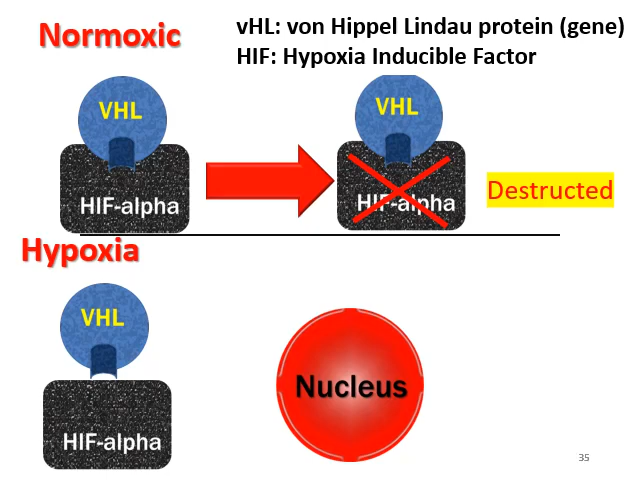 Normoxic
vHL: von Hippel Lindau protein (gene)
HIF: Hypoxia Inducible Factor
VHL
HIF-alpha
VHL
HIF-alpha
Destructed
Hypoxia
VHL
HIF-alpha
Nucleus
35